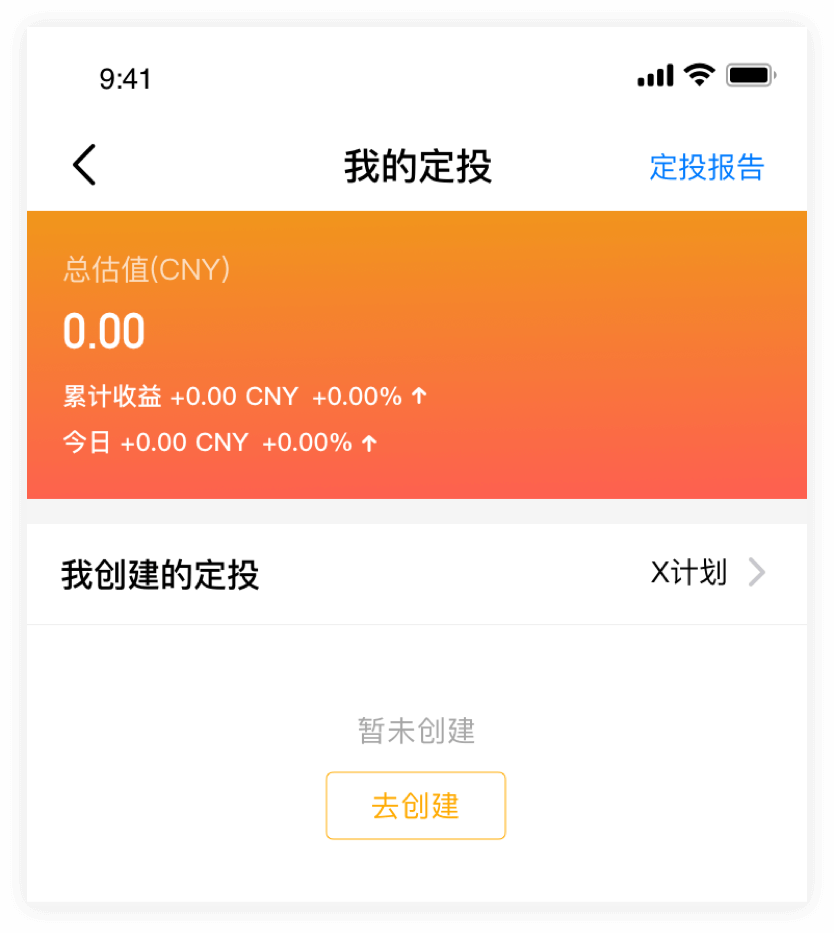 9:41
我的定投
定投报告
总估值(CNY)
0.00
累计收益 +0.00 CNY +0.00% ↑
今日 +0.00 CNY +0.00% ↑
我创建的定投
X计划
暂未创建
去创建